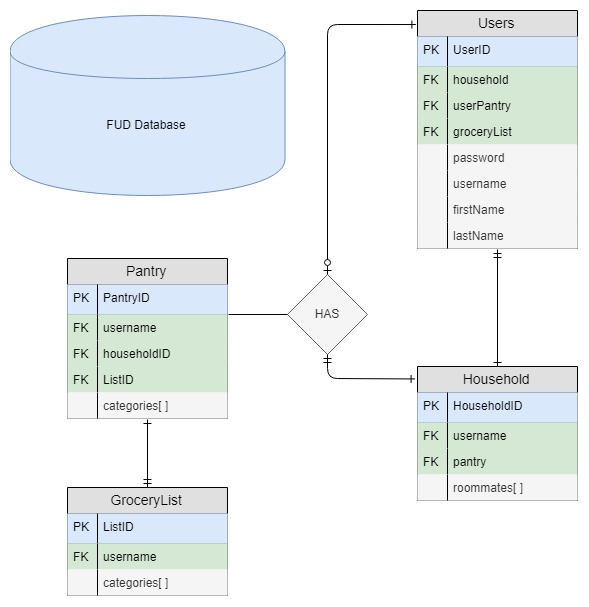 FUD Database
Users
PK UserID
FK household
FK userPantry
FK groceryList
password
username
firstName
lastName
Pantry
PK PantryID
FK username
FK householdID
FK ListID
categories[ ]
HAS
Household
PK HouseholdID
FK username
FK pantry
roommates[ ]
GroceryList
PK ListID
FK username
categories[ ]